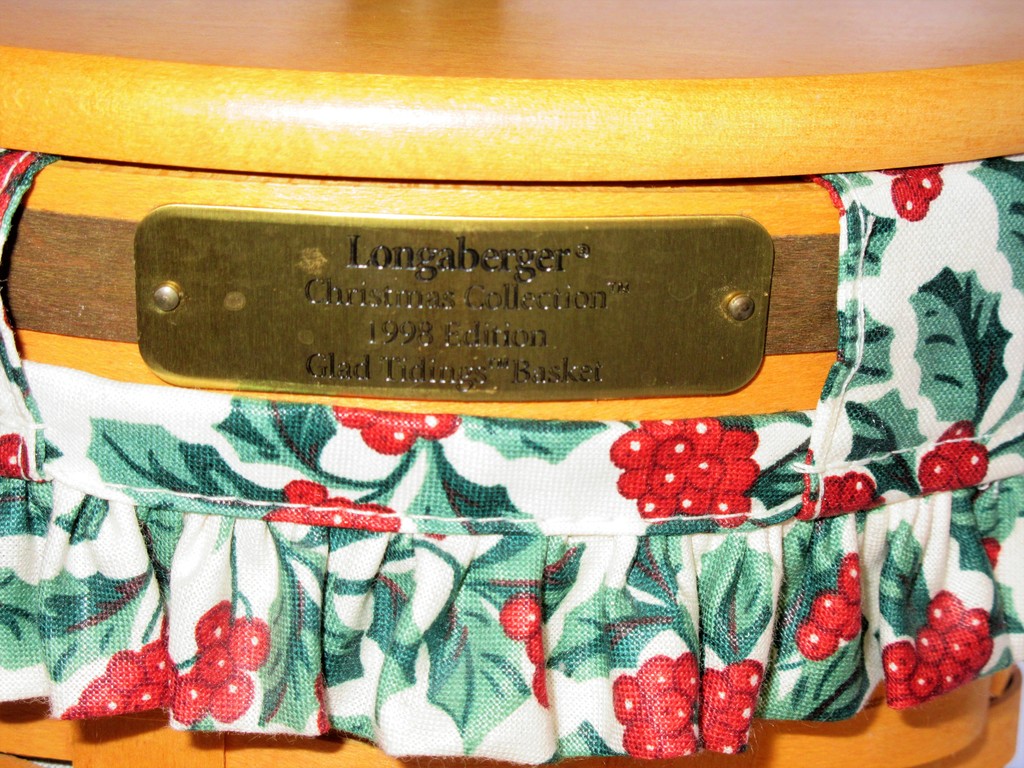 Longaberger®
Christmas Collection™
1998 Edition
Glad Tidings™ Basket